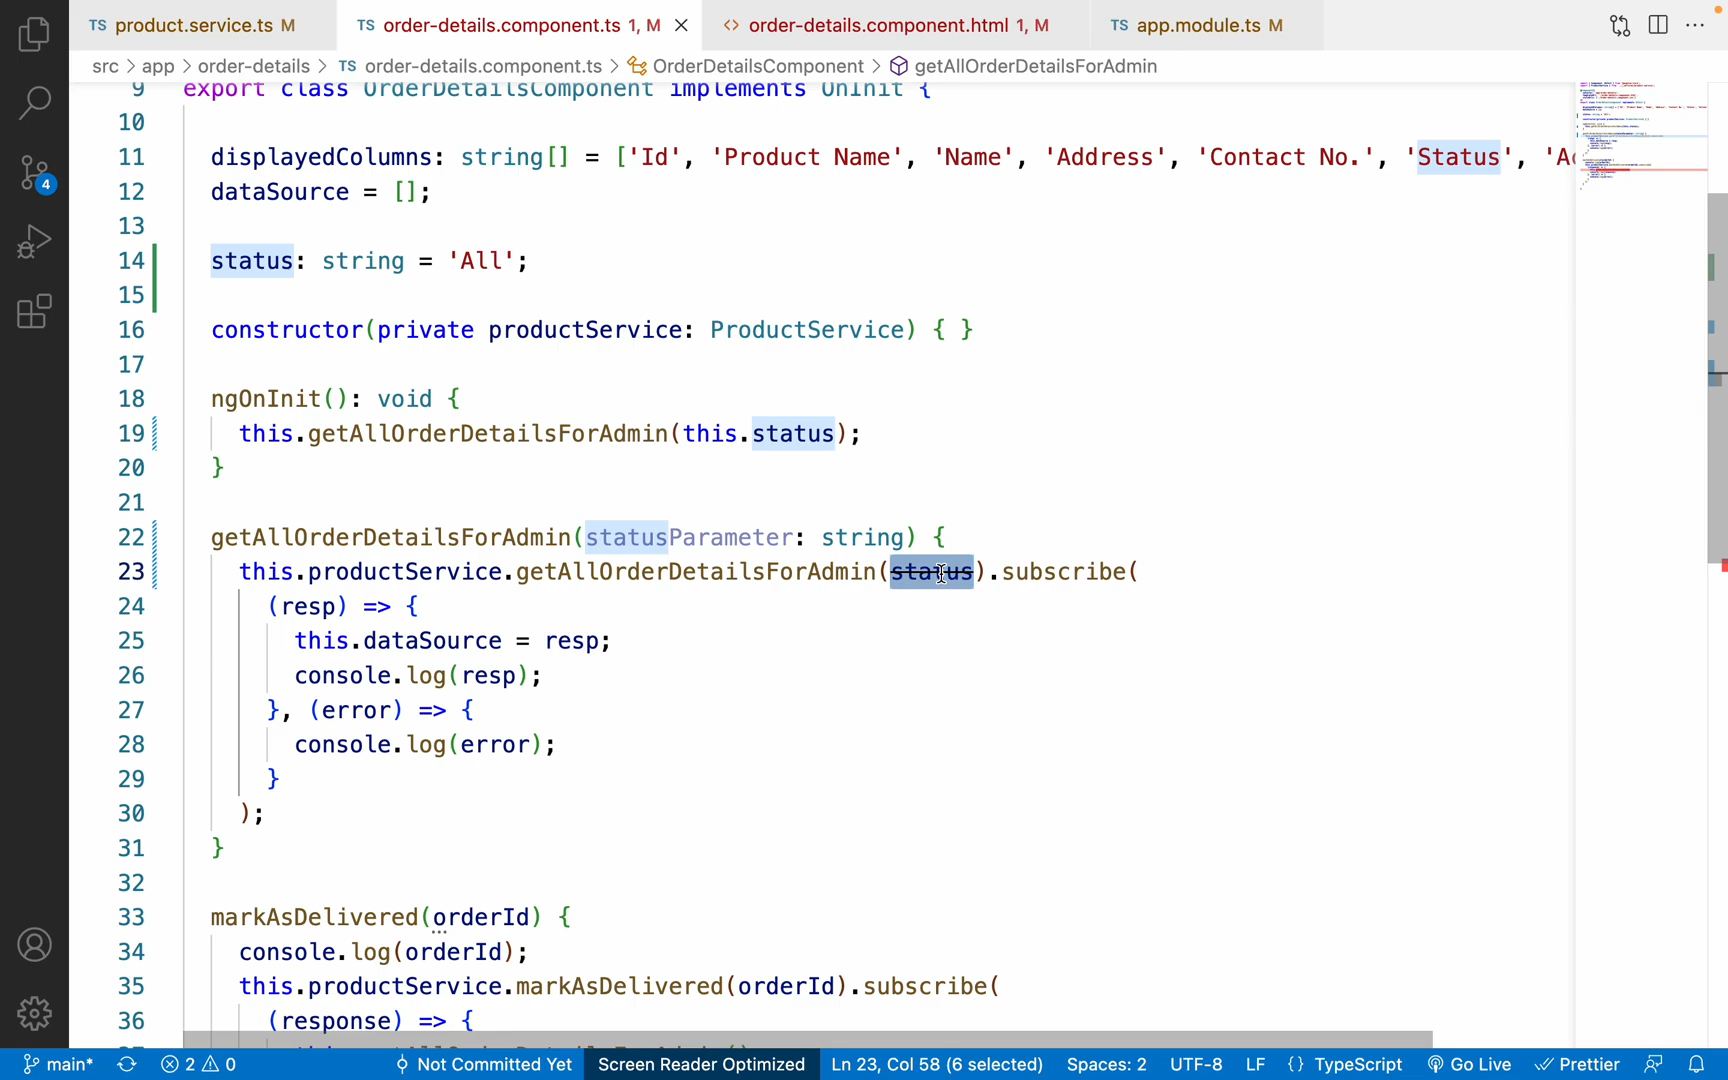 TS product.service.ts M
TS order-details.component.ts 1, M
<> order-details.component.html 1, M
TS app.module.ts M
src > app > order-details > TS order-details.component.ts > OrderDetailsComponent > getAllOrderDetailsForAdmin
9 export class OrderDetailsComponent implements OnInit {
10
11 displayedColumns: string[] = ['Id', 'Product Name', 'Name', 'Address', 'Contact No.', 'Status', 'Ac
12 dataSource = [];
13
14 status: string = 'All';
15
16 constructor(private productService: ProductService) { }
17
18 ngOnInit(): void {
19 this.getAllOrderDetailsForAdmin(this.status);
20 }
21
22 getAllOrderDetailsForAdmin(statusParameter: string) {
23 this.productService.getAllOrderDetailsForAdmin(status).subscribe(
24 (resp) => {
25 this.dataSource = resp;
26 console.log(resp);
27 }, (error) => {
28 console.log(error);
29 }
30 );
31 }
32
33 markAsDelivered(orderId) {
34 console.log(orderId);
35 this.productService.markAsDelivered(orderId).subscribe(
36 (response) => {
4
main* 2 0 Not Committed Yet Screen Reader Optimized Ln 23, Col 58 (6 selected) Spaces: 2 UTF-8 LF {} TypeScript Go Live Prettier